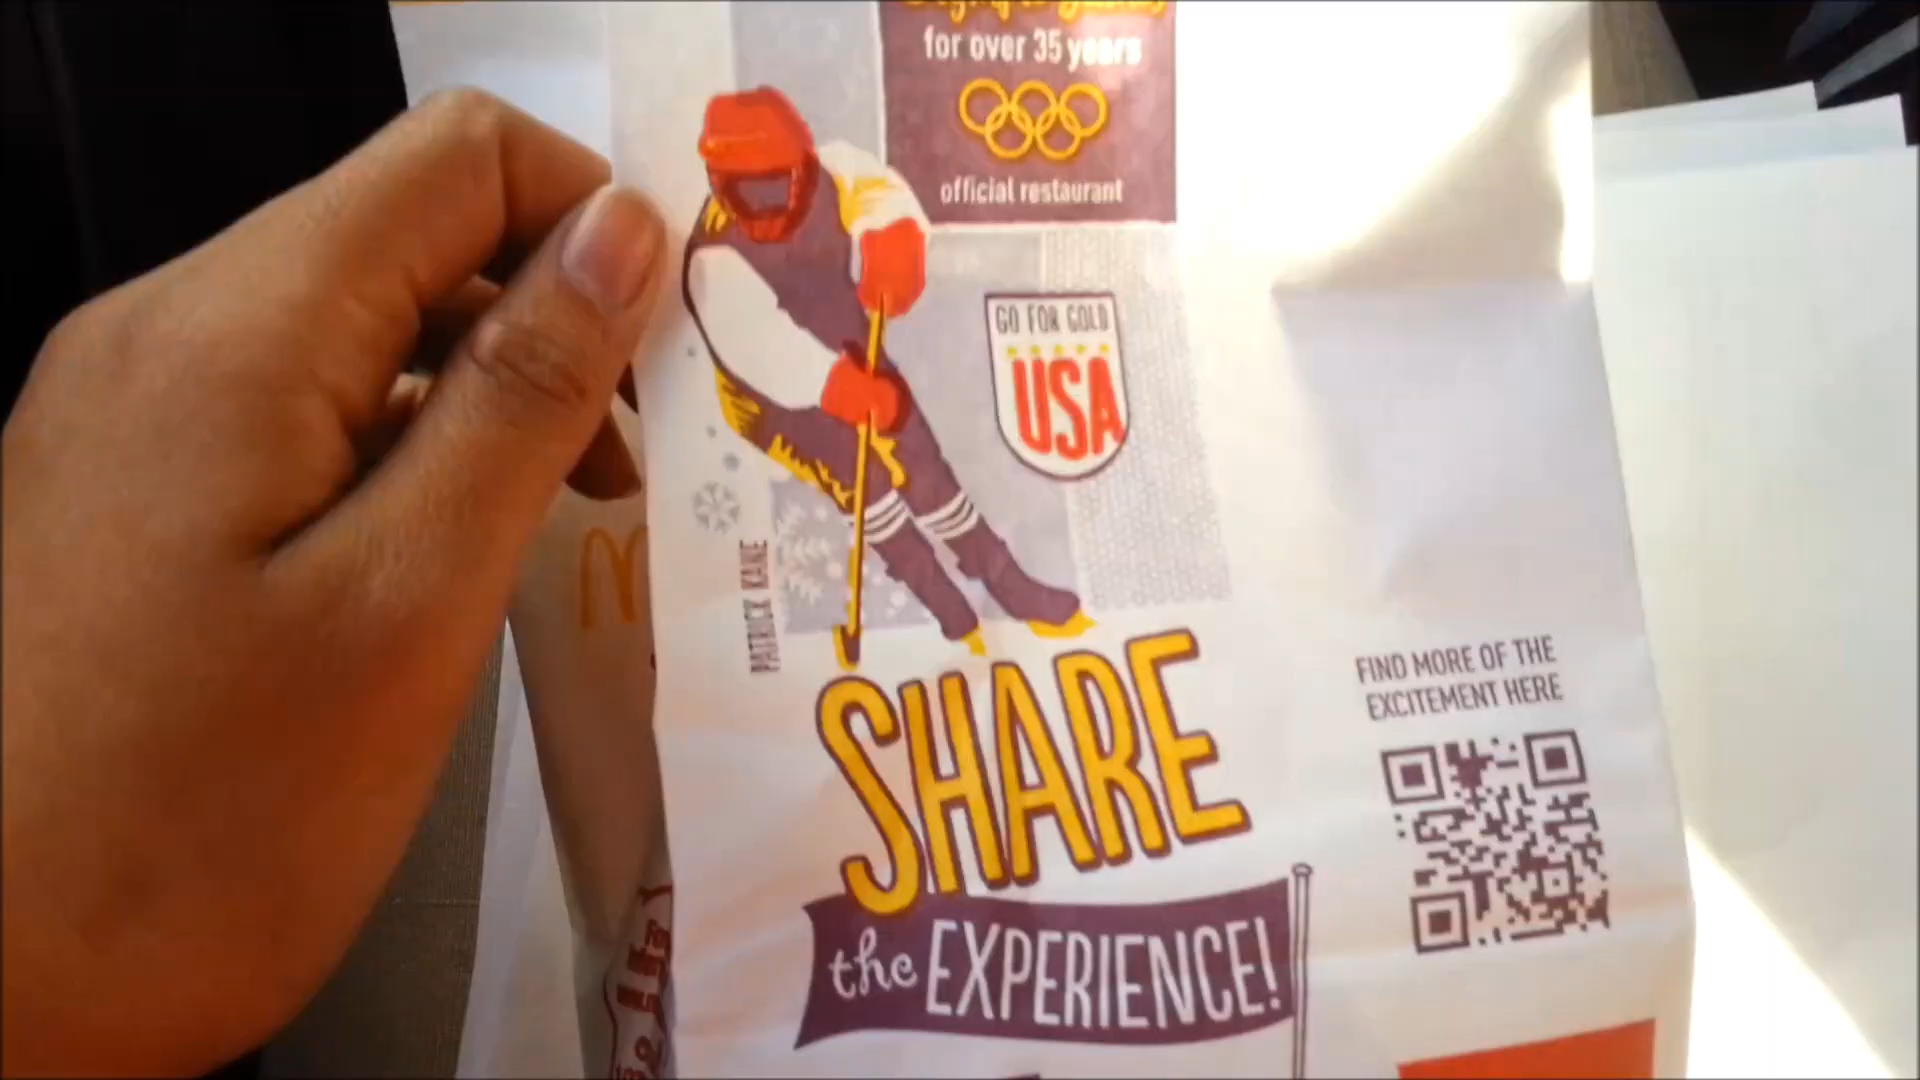 for over 35 years
official restaurant
GO FOR GOLD
USA
PATRICK KANE
SHARE
the EXPERIENCE!
FIND MORE OF THE
EXCITEMENT HERE